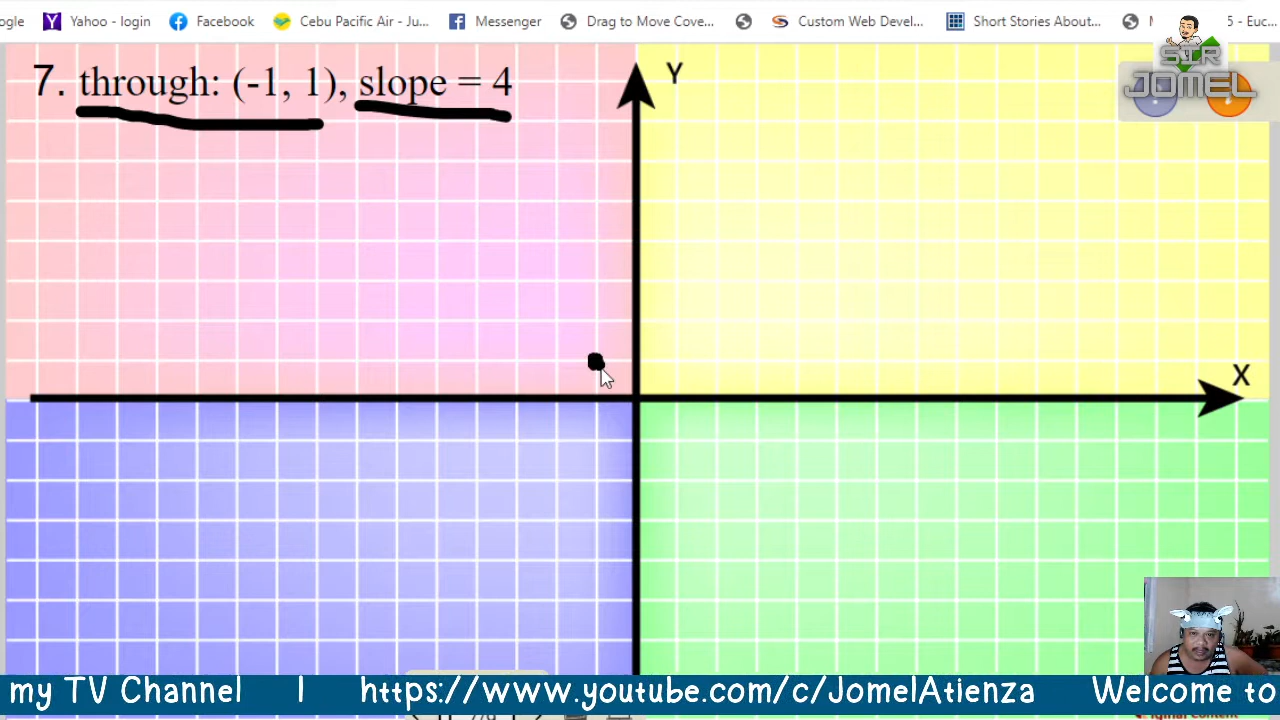 ogle Yahoo - login Facebook Cebu Pacific Air - Ju... Messenger Drag to Move Cove... Custom Web Devel... Short Stories About... 5 - Euc...
SIR
JOMEL
7. through: (-1, 1), slope = 4
Y
X
my TV Channel | https://www.youtube.com/c/JomelAtienza Welcome to